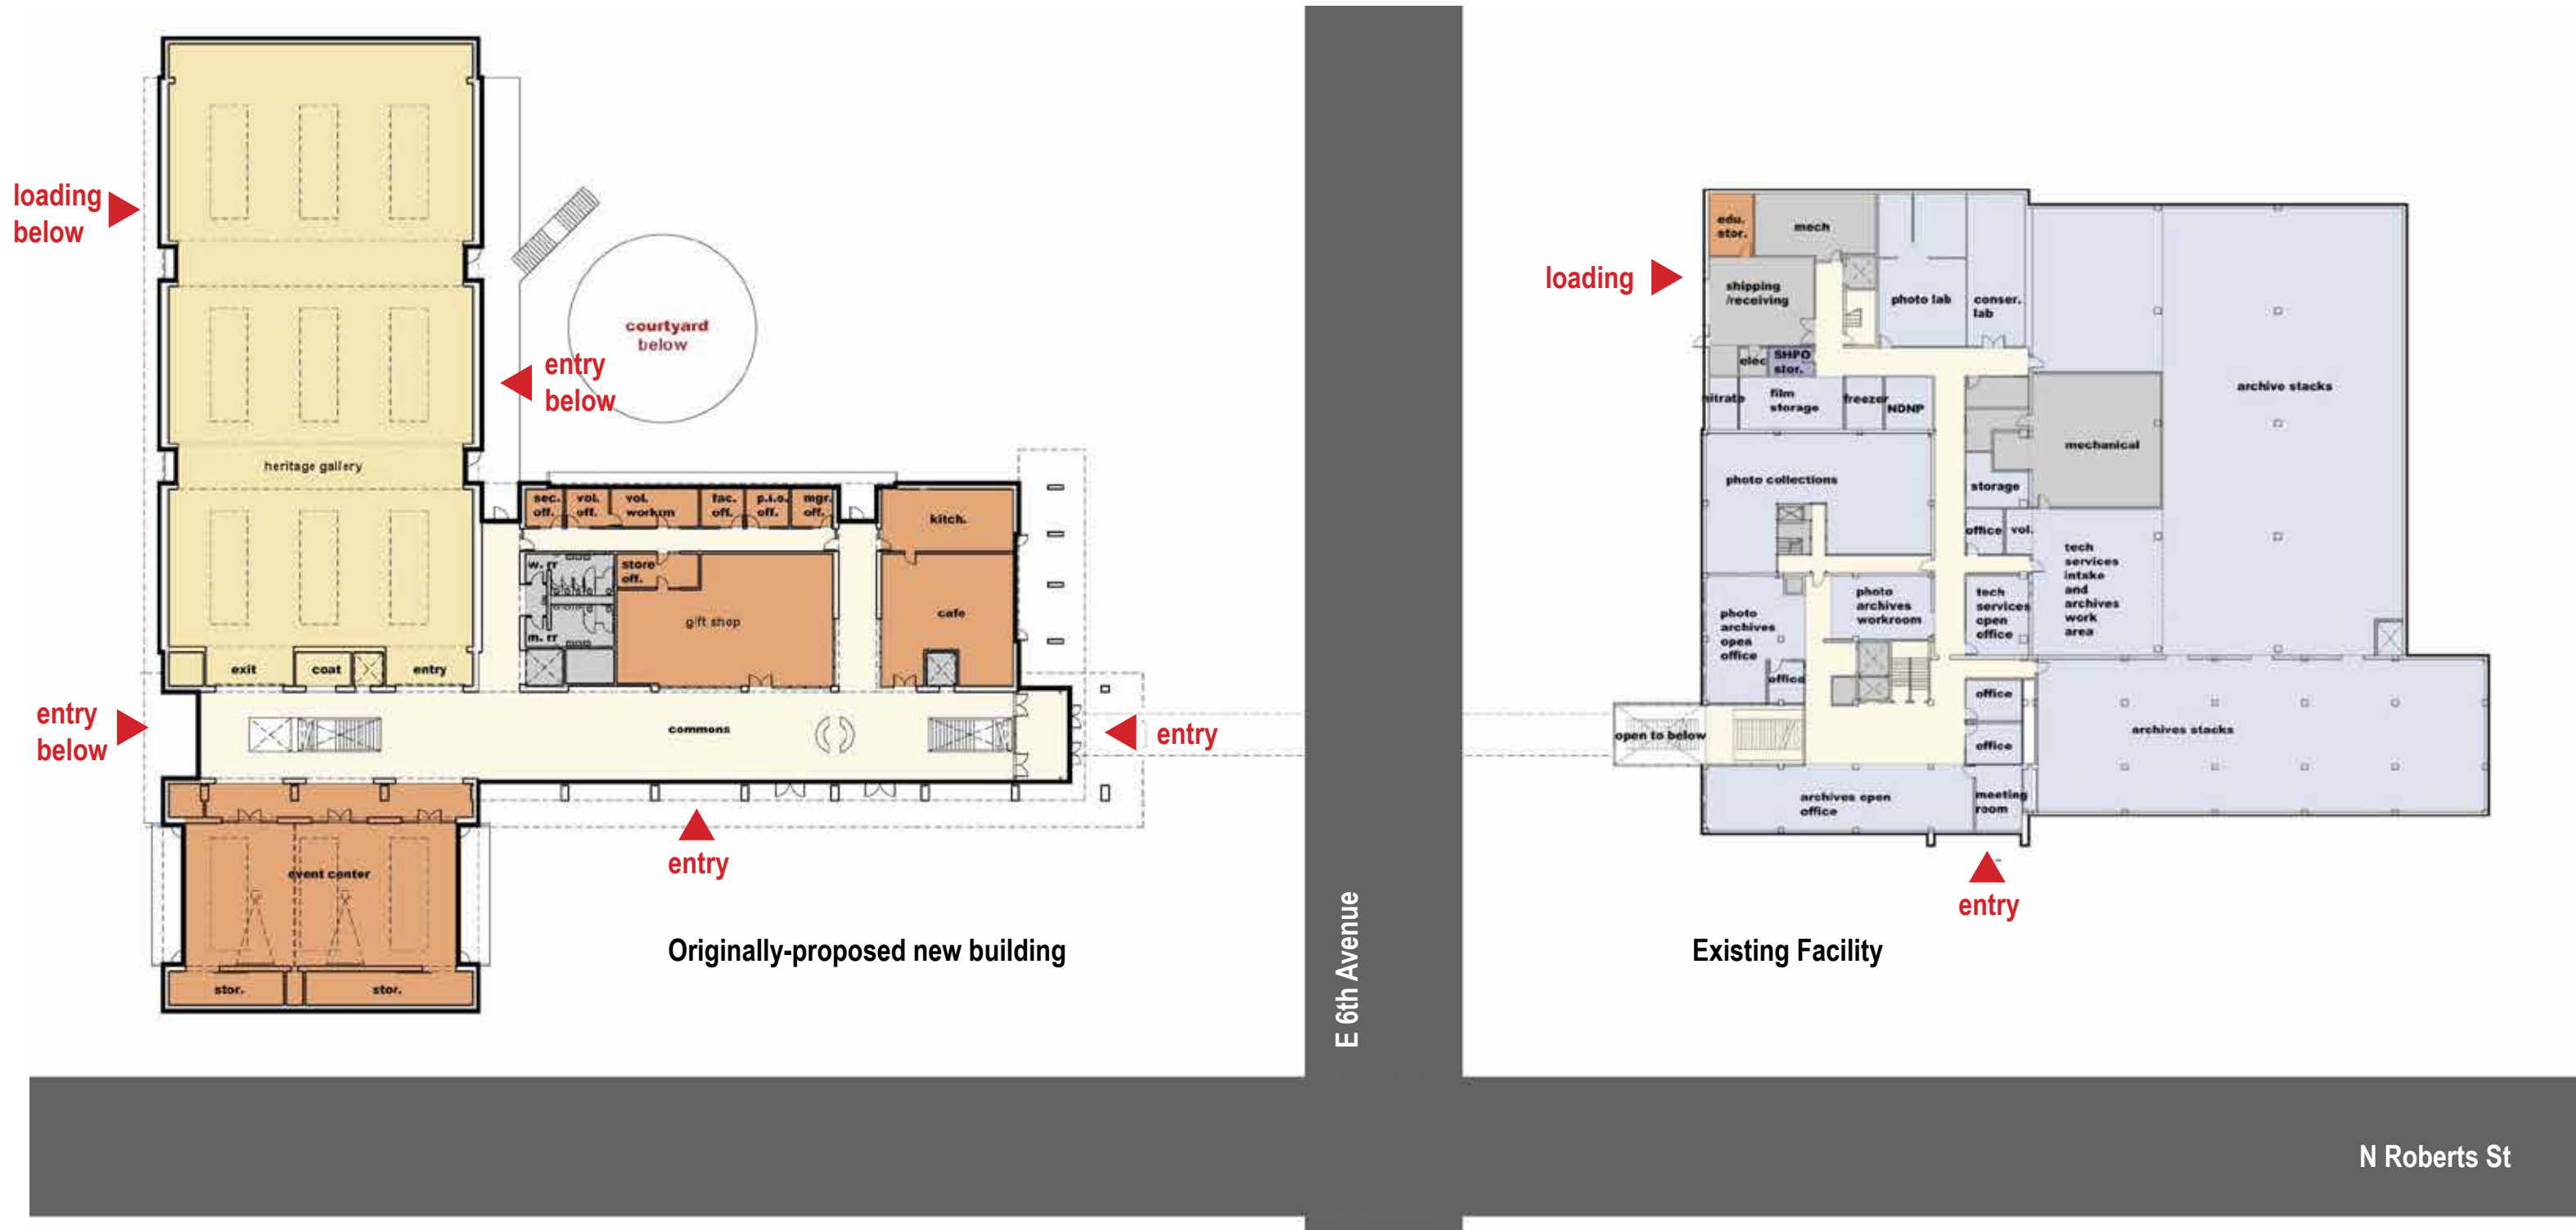 loading
below
courtyard
below
entry
below
heritage gallery
sec.
off.
vol.
off.
vol.
workrm
fac.
off.
p.i.o.
off.
mgr.
off.
kitch.
w. rr
store
off.
gift shop
cafe
m. rr
exit
coat
entry
entry
below
commons
entry
event center
entry
stor.
stor.
Originally-proposed new building
E 6th Avenue
edu.
stor.
mech
loading
shipping
/receiving
photo lab
conser.
lab
elec
SHPO
stor.
archive stacks
nitrate
film
storage
freezer
NDNP
mechanical
photo collections
storage
office
vol.
tech
services
intake
and
archives
work
area
photo
archives
open
office
photo
archives
workroom
tech
services
open
office
office
office
open to below
office
archives stacks
archives open
office
meeting
room
entry
Existing Facility
N Roberts St